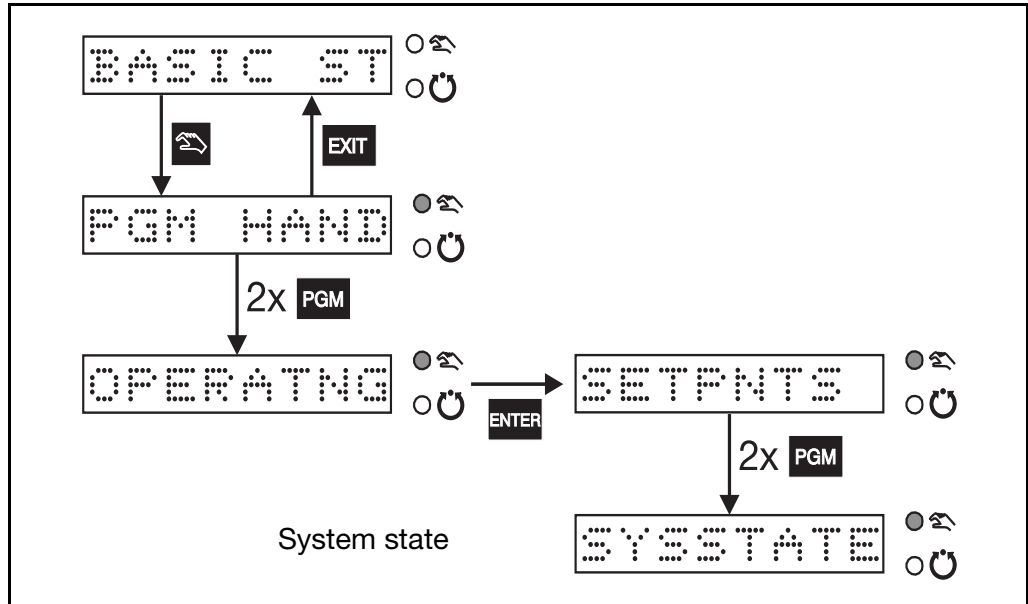 BASIC ST
EXIT
PGM HAND
2x PGM
OPERATNG
ENTER
SETPNTS
2x PGM
System state
SYSSTATE